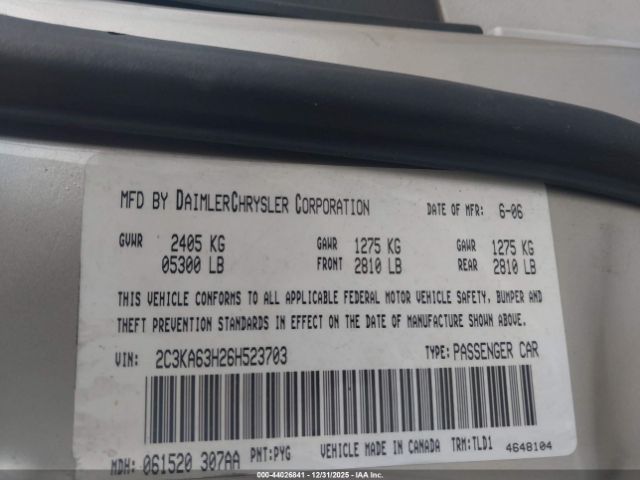 MFD BY DAIMLERCHRYSLER CORPORATION DATE OF MFR: 6-06
GVWR 2405 KG GAWR 1275 KG GAWR 1275 KG
05300 LB FRONT 2810 LB REAR 2810 LB
THIS VEHICLE CONFORMS TO ALL APPLICABLE FEDERAL MOTOR VEHICLE SAFETY, BUMPER AND
THEFT PREVENTION STANDARDS IN EFFECT ON THE DATE OF MANUFACTURE SHOWN ABOVE.
VIN: 2C3KA63H26H523703 TYPE: PASSENGER CAR
MDH: 061520 307AA PNT: PYG VEHICLE MADE IN CANADA TRM: TLD1 4648104
000-44026841 - 12/31/2025 - IAA Inc.